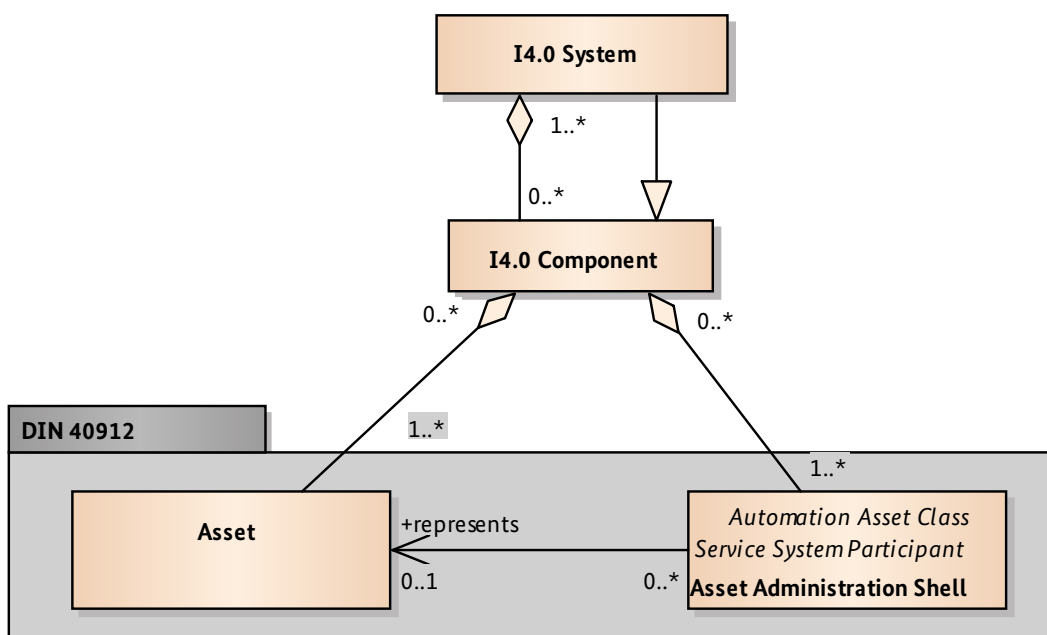 I4.0 System
1..*
0..*
I4.0 Component
0..*
0..*
DIN 40912
1..*
1..*
Asset
+represents
0..1
0..*
Automation Asset Class
Service System Participant
Asset Administration Shell